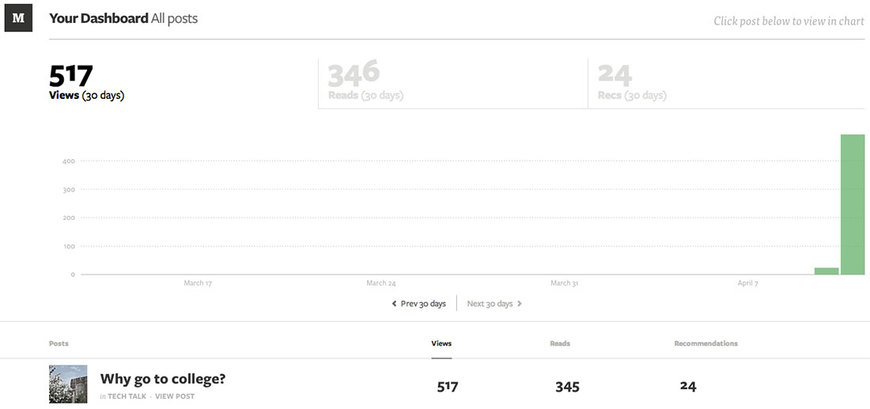 M
Your Dashboard All posts
Click post below to view in chart
517
Views (30 days)
346
Reads (30 days)
24
Recs (30 days)
400
300
200
100
0
March 17
March 24
March 31
April 7
Prev 30 days
Next 30 days
Posts
Views
Reads
Recommendations
Why go to college?
517
345
24
in TECH TALK · VIEW POST